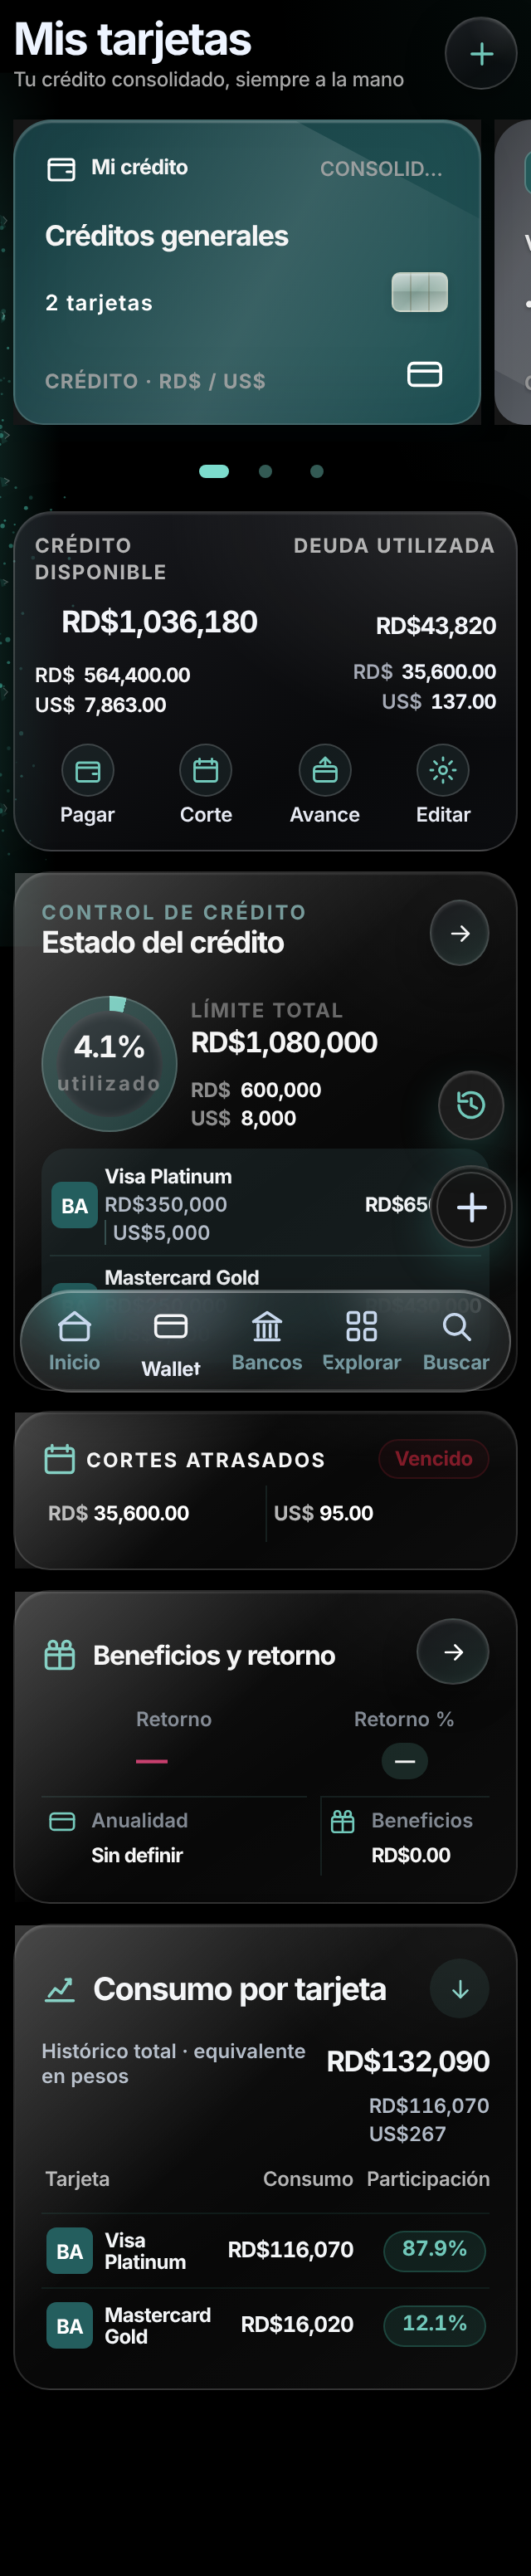 Mis tarjetas
Tu crédito consolidado, siempre a la mano
Mi crédito
CONSOLID...
Créditos generales
2 tarjetas
CRÉDITO · RD$ / US$
CRÉDITO
DISPONIBLE
DEUDA UTILIZADA
RD$1,036,180
RD$43,820
RD$ 564,400.00
RD$ 35,600.00
US$ 7,863.00
US$ 137.00
Pagar
Corte
Avance
Editar
CONTROL DE CRÉDITO
Estado del crédito
4.1%
utilizado
LÍMITE TOTAL
RD$1,080,000
RD$ 600,000
US$ 8,000
BA
Visa Platinum
RD$350,000
US$5,000
RD$65
Mastercard Gold
Inicio
Wallet
Bancos
Explorar
Buscar
CORTES ATRASADOS
Vencido
RD$ 35,600.00
US$ 95.00
Beneficios y retorno
Retorno
Retorno %
—
—
Anualidad
Sin definir
Beneficios
RD$0.00
Consumo por tarjeta
Histórico total · equivalente
en pesos
RD$132,090
RD$116,070
US$267
Tarjeta
Consumo
Participación
BA
Visa
Platinum
RD$116,070
87.9%
BA
Mastercard
Gold
RD$16,020
12.1%